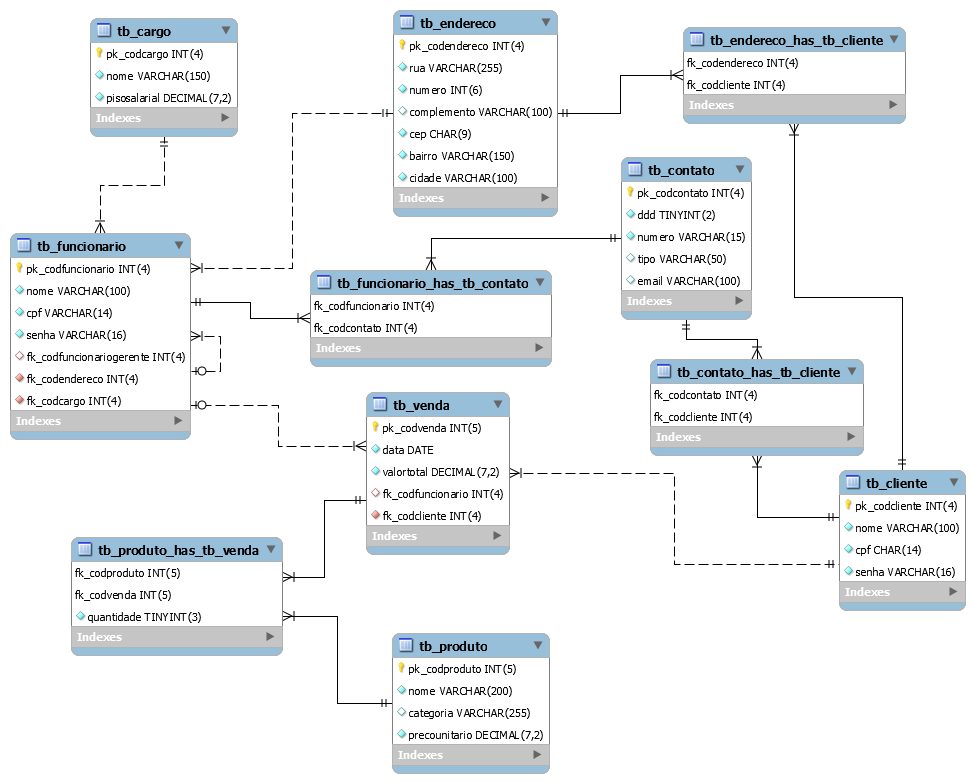 tb_cargo
pk_codcargo INT(4)
nome VARCHAR(150)
pisosalarial DECIMAL(7,2)
Indexes
tb_endereco
pk_codendereco INT(4)
rua VARCHAR(255)
numero INT(6)
complemento VARCHAR(100)
cep CHAR(9)
bairro VARCHAR(150)
cidade VARCHAR(100)
Indexes
tb_endereco_has_tb_cliente
fk_codendereco INT(4)
fk_codcliente INT(4)
Indexes
tb_contato
pk_codcontato INT(4)
ddd TINYINT(2)
numero VARCHAR(15)
tipo VARCHAR(50)
email VARCHAR(100)
Indexes
tb_funcionario
pk_codfuncionario INT(4)
nome VARCHAR(100)
cpf VARCHAR(14)
senha VARCHAR(16)
fk_codfuncionariogerente INT(4)
fk_codendereco INT(4)
fk_codcargo INT(4)
Indexes
tb_funcionario_has_tb_contato
fk_codfuncionario INT(4)
fk_codcontato INT(4)
Indexes
tb_contato_has_tb_cliente
fk_codcontato INT(4)
fk_codcliente INT(4)
Indexes
tb_venda
pk_codvenda INT(5)
data DATE
valortotal DECIMAL(7,2)
fk_codfuncionario INT(4)
fk_codcliente INT(4)
Indexes
tb_cliente
pk_codcliente INT(4)
nome VARCHAR(100)
cpf CHAR(14)
senha VARCHAR(16)
Indexes
tb_produto_has_tb_venda
fk_codproduto INT(5)
fk_codvenda INT(5)
quantidade TINYINT(3)
Indexes
tb_produto
pk_codproduto INT(5)
nome VARCHAR(200)
categoria VARCHAR(255)
precounitario DECIMAL(7,2)
Indexes